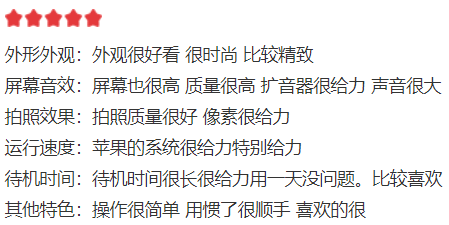 外形外观：外观很好看 很时尚 比较精致
屏幕音效：屏幕也很高 质量很高 扩音器很给力 声音很大
拍照效果：拍照质量很好 像素很给力
运行速度：苹果的系统很给力特别给力
待机时间：待机时间很长很给力用一天没问题。比较喜欢
其他特色：操作很简单 用惯了很顺手 喜欢的很